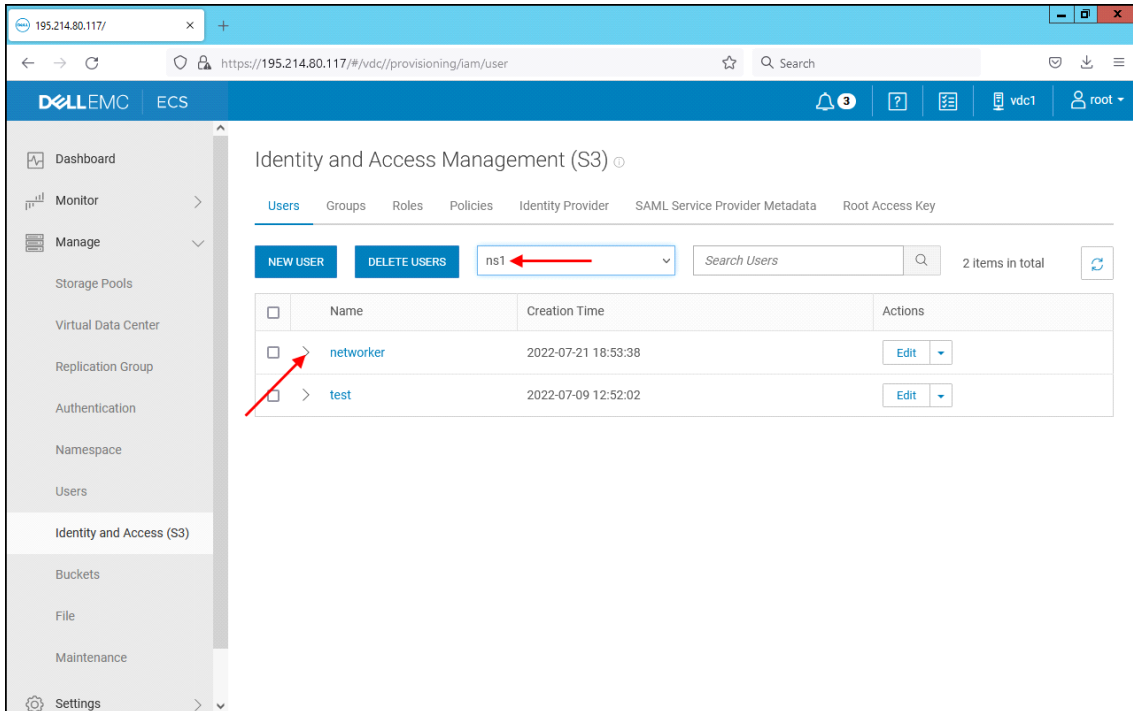 195.214.80.117/
https://195.214.80.117/#/vdc//provisioning/iam/user
Search
DELLEMC ECS
3
?
vdc1
root
Dashboard
Monitor
Manage
Storage Pools
Virtual Data Center
Replication Group
Authentication
Namespace
Users
Identity and Access (S3)
Buckets
File
Maintenance
Settings
Identity and Access Management (S3)
Users Groups Roles Policies Identity Provider SAML Service Provider Metadata Root Access Key
NEW USER DELETE USERS ns1 Search Users 2 items in total
Name Creation Time Actions
networker 2022-07-21 18:53:38 Edit
test 2022-07-09 12:52:02 Edit